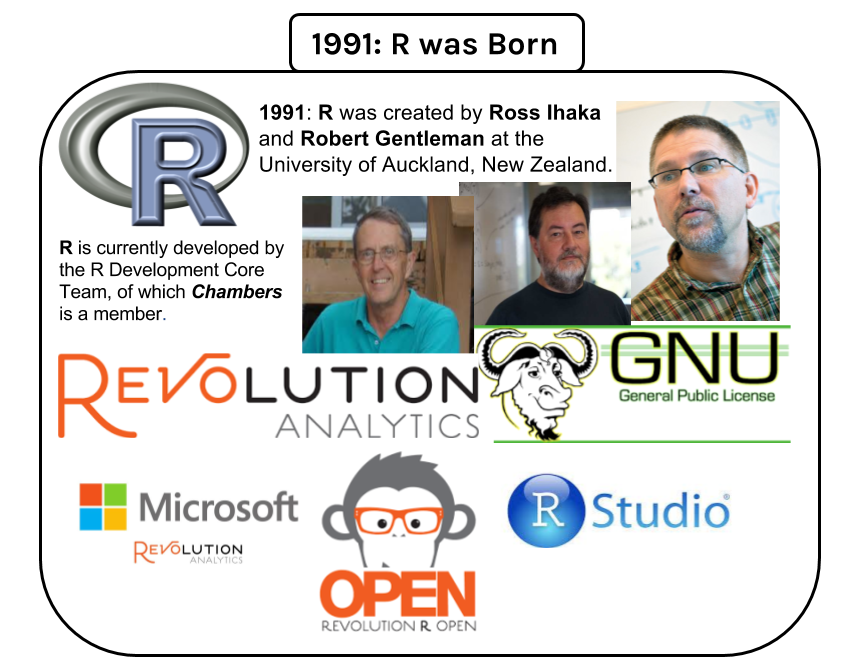 1991: R was Born
R
1991: R was created by Ross Ihaka
and Robert Gentleman at the
University of Auckland, New Zealand.
R is currently developed by
the R Development Core
Team, of which Chambers
is a member.
REVOLUTION
ANALYTICS
GNU
General Public License
Microsoft
REVOLUTION
ANALYTICS
R Studio®
OPEN
REVOLUTION R OPEN